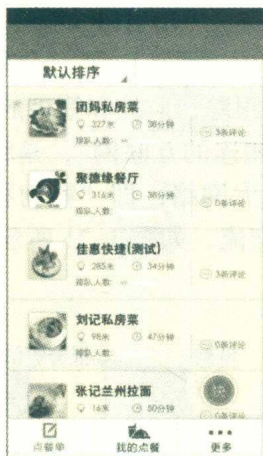 默认排序
团妈私房菜
327米 38分钟
排队人数: 3条评论
聚德缘餐厅
316米 38分钟
排队人数: 0条评论
佳惠快捷(测试)
285米 34分钟
排队人数: 3条评论
刘记私房菜
98米 47分钟
排队人数: 0条评论
张记兰州拉面
16米 50分钟
0条评论
点餐单 我的点餐 更多